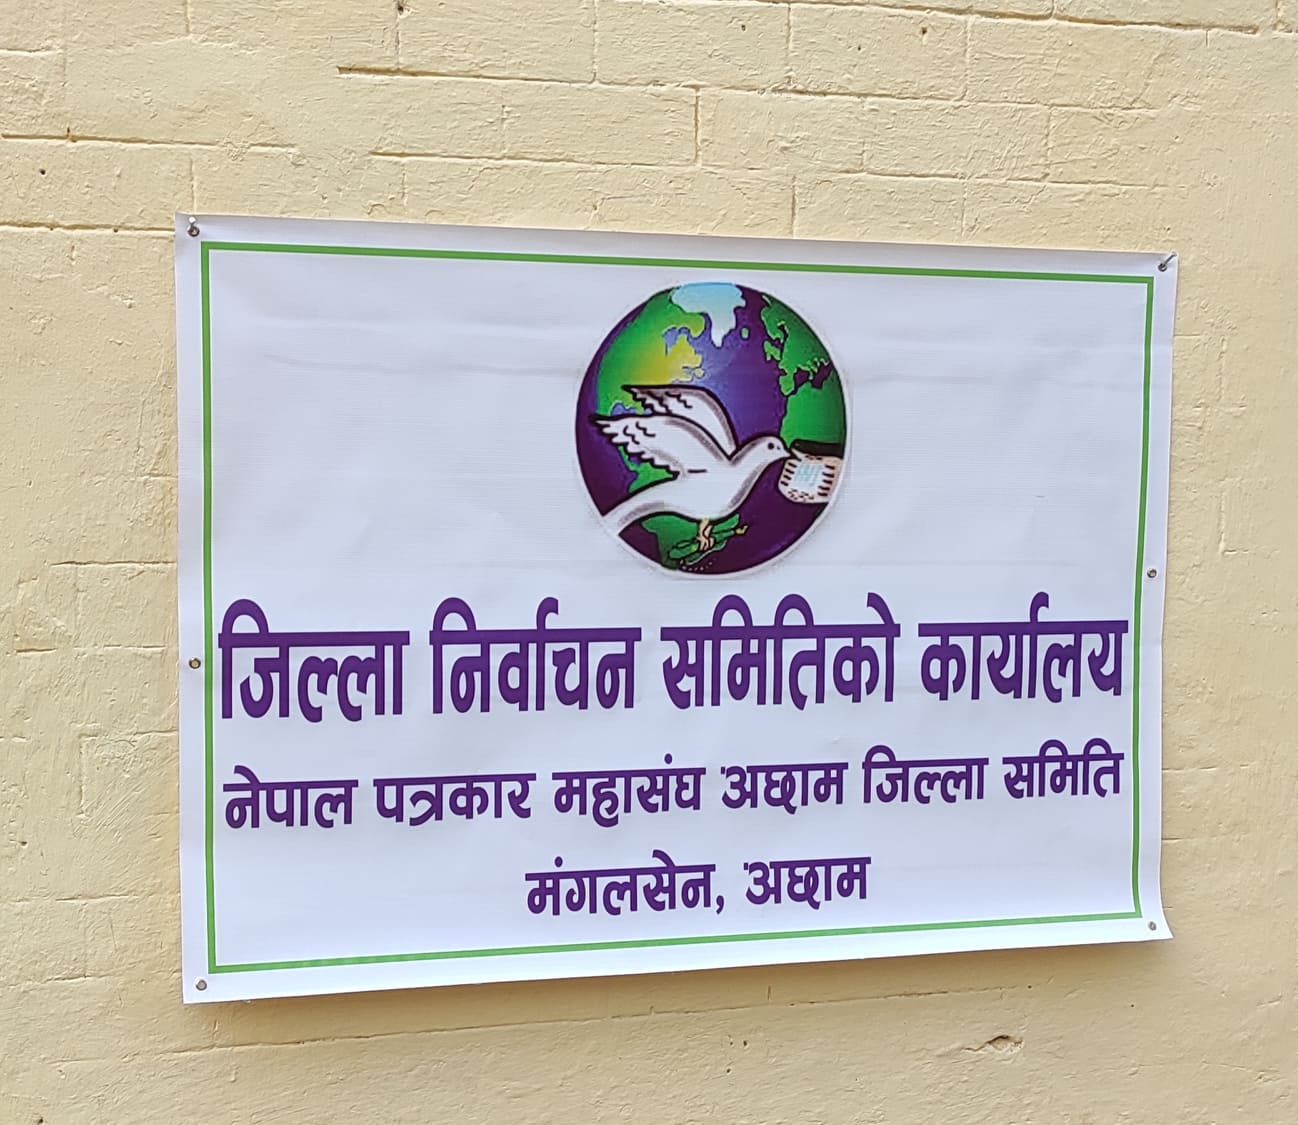 जिल्ला निर्वाचन समितिको कार्यालय
नेपाल पत्रकार महासंघ अछाम जिल्ला समिति
मंगलसेन, अछाम